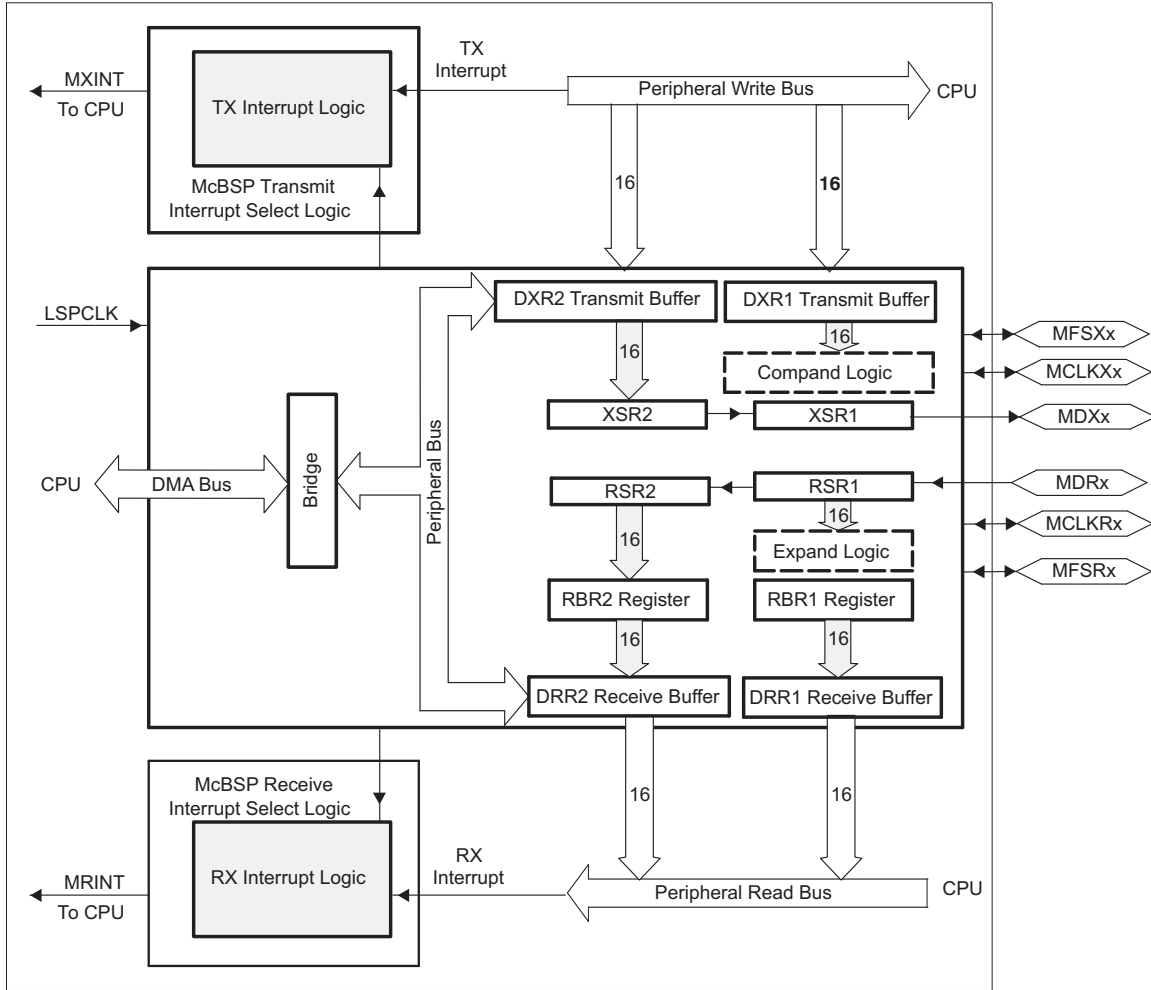 TX
Interrupt
MXINT
To CPU
TX Interrupt Logic
Peripheral Write Bus
CPU
McBSP Transmit
Interrupt Select Logic
16
16
LSPCLK
DXR2 Transmit Buffer
DXR1 Transmit Buffer
16
16
MFSXx
Compand Logic
MCLKXx
XSR2
XSR1
MDXx
CPU
DMA Bus
Bridge
Peripheral Bus
RSR2
RSR1
MDRx
16
16
MCLKRx
Expand Logic
MFSRx
RBR2 Register
RBR1 Register
16
16
DRR2 Receive Buffer
DRR1 Receive Buffer
McBSP Receive
Interrupt Select Logic
16
16
RX
Interrupt
MRINT
To CPU
RX Interrupt Logic
Peripheral Read Bus
CPU